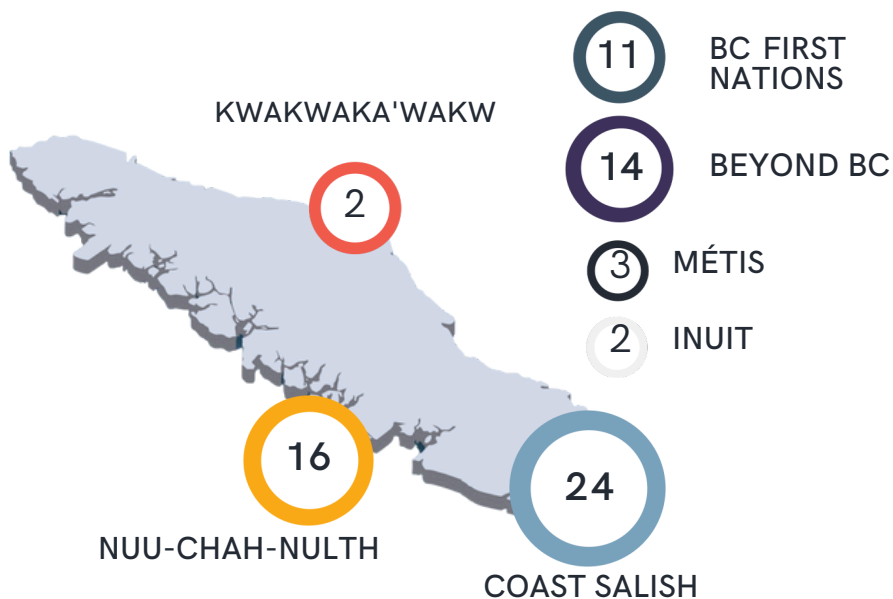 11
BC FIRST
NATIONS
KWAKWAKA'WAKW
14
BEYOND BC
2
3
MÉTIS
2
INUIT
16
24
NUU-CHAH-NULTH
COAST SALISH